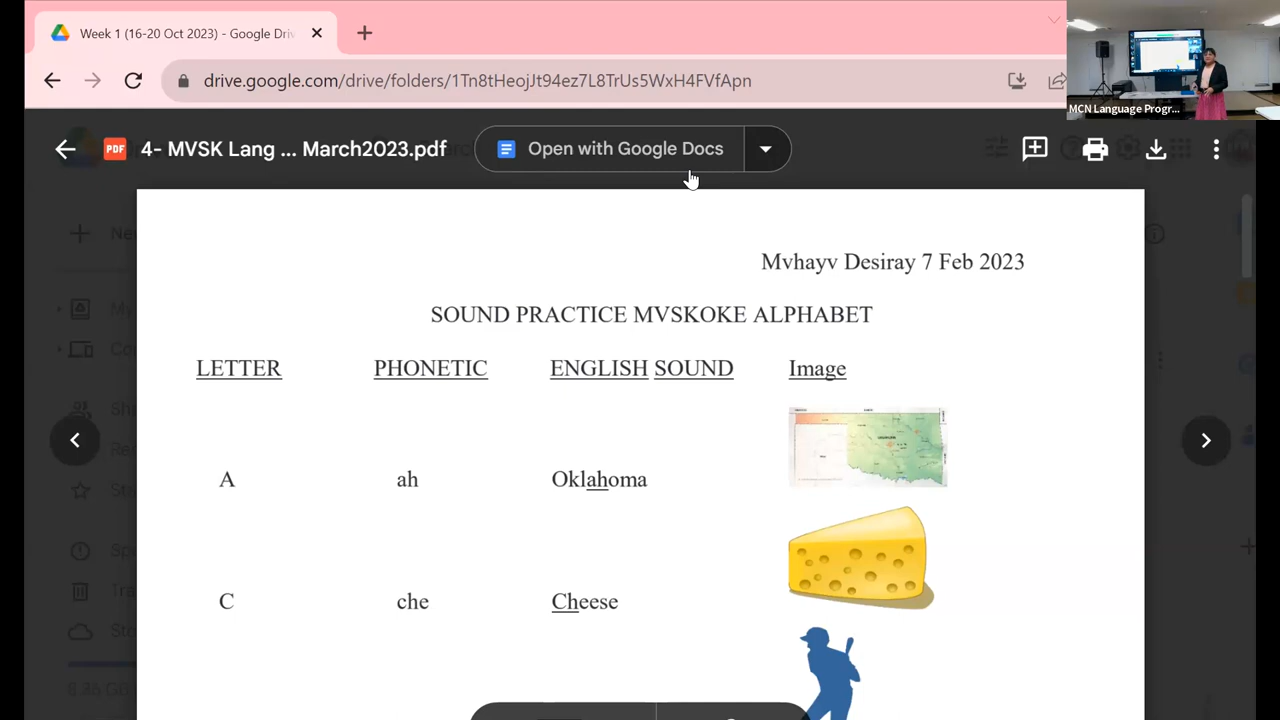 Week 1 (16-20 Oct 2023) - Google Driv
drive.google.com/drive/folders/1Tn8tHeojJt94ez7L8TrUs5WxH4FVfApn
MCN Language Progr...
PDF 4- MVSK Lang ... March2023.pdf
Open with Google Docs
Mvhayv Desiray 7 Feb 2023
SOUND PRACTICE MVSKOKE ALPHABET
LETTER PHONETIC ENGLISH SOUND Image
A ah Oklahoma
C che Cheese